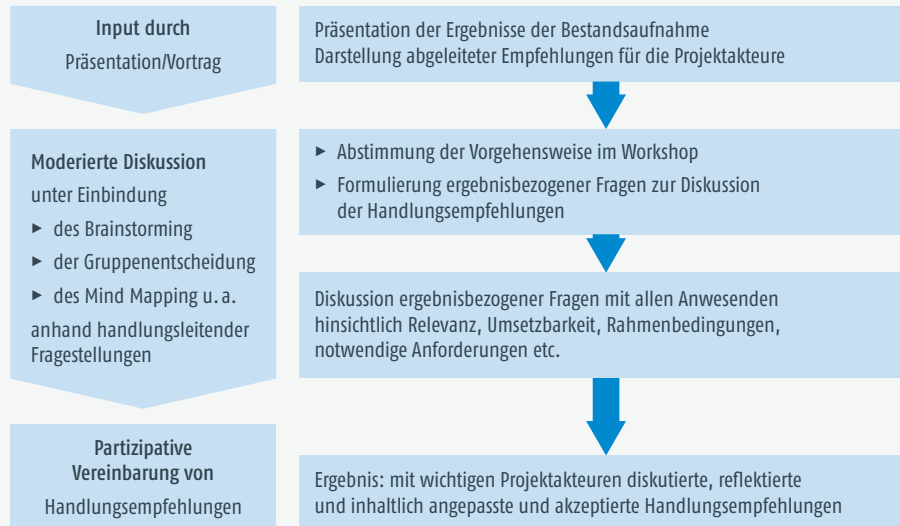 Input durch
Präsentation/Vortrag
Präsentation der Ergebnisse der Bestandsaufnahme
Darstellung abgeleiteter Empfehlungen für die Projektakteure
Moderierte Diskussion
unter Einbindung
► des Brainstorming
► der Gruppenentscheidung
► des Mind Mapping u. a.
anhand handlungsleitender
Fragestellungen
► Abstimmung der Vorgehensweise im Workshop
► Formulierung ergebnisbezogener Fragen zur Diskussion
der Handlungsempfehlungen
Diskussion ergebnisbezogener Fragen mit allen Anwesenden
hinsichtlich Relevanz, Umsetzbarkeit, Rahmenbedingungen,
notwendige Anforderungen etc.
Partizipative
Vereinbarung von
Handlungsempfehlungen
Ergebnis: mit wichtigen Projektakteuren diskutierte, reflektierte
und inhaltlich angepasste und akzeptierte Handlungsempfehlungen